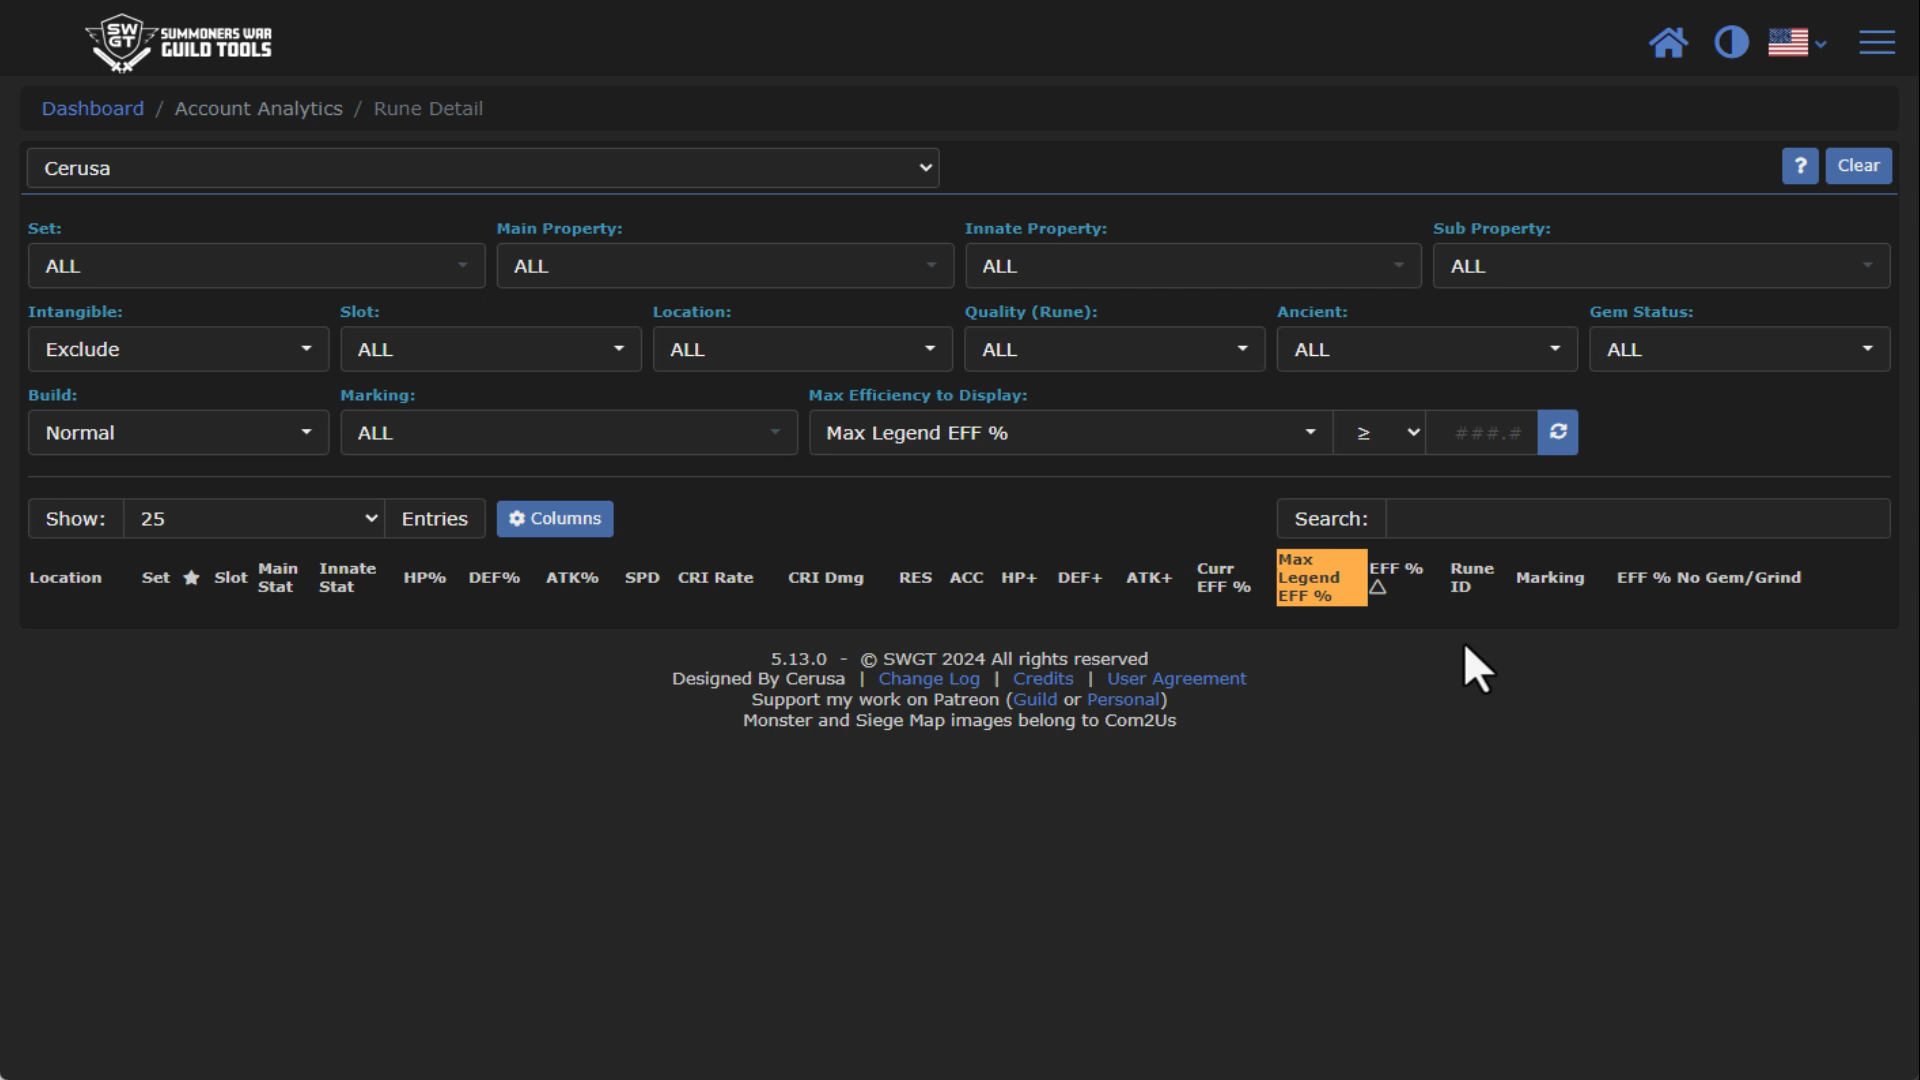 SW
GT
SUMMONERS WAR
GUILD TOOLS
Dashboard / Account Analytics / Rune Detail
Cerusa
? Clear
Set: Main Property: Innate Property: Sub Property:
ALL ALL ALL ALL
Intangible: Slot: Location: Quality (Rune): Ancient: Gem Status:
Exclude ALL ALL ALL ALL ALL
Build: Marking: Max Efficiency to Display:
Normal ALL Max Legend EFF % ≥ ###.#
Show: 25 Entries Columns Search:
Location Set ★ Slot Main Stat Innate Stat HP% DEF% ATK% SPD CRI Rate CRI Dmg RES ACC HP+ DEF+ ATK+ Curr EFF % Max Legend EFF % EFF % △ Rune ID Marking EFF % No Gem/Grind
5.13.0 - © SWGT 2024 All rights reserved
Designed By Cerusa | Change Log | Credits | User Agreement
Support my work on Patreon (Guild or Personal)
Monster and Siege Map images belong to Com2Us